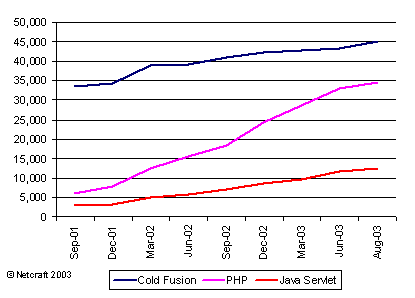 50,000
45,000
40,000
35,000
30,000
25,000
20,000
15,000
10,000
5,000
0
Sep-01
Dec-01
Mar-02
Jun-02
Sep-02
Dec-02
Mar-03
Jun-03
Aug-03
© Netcraft 2003
Cold Fusion PHP Java Servlet